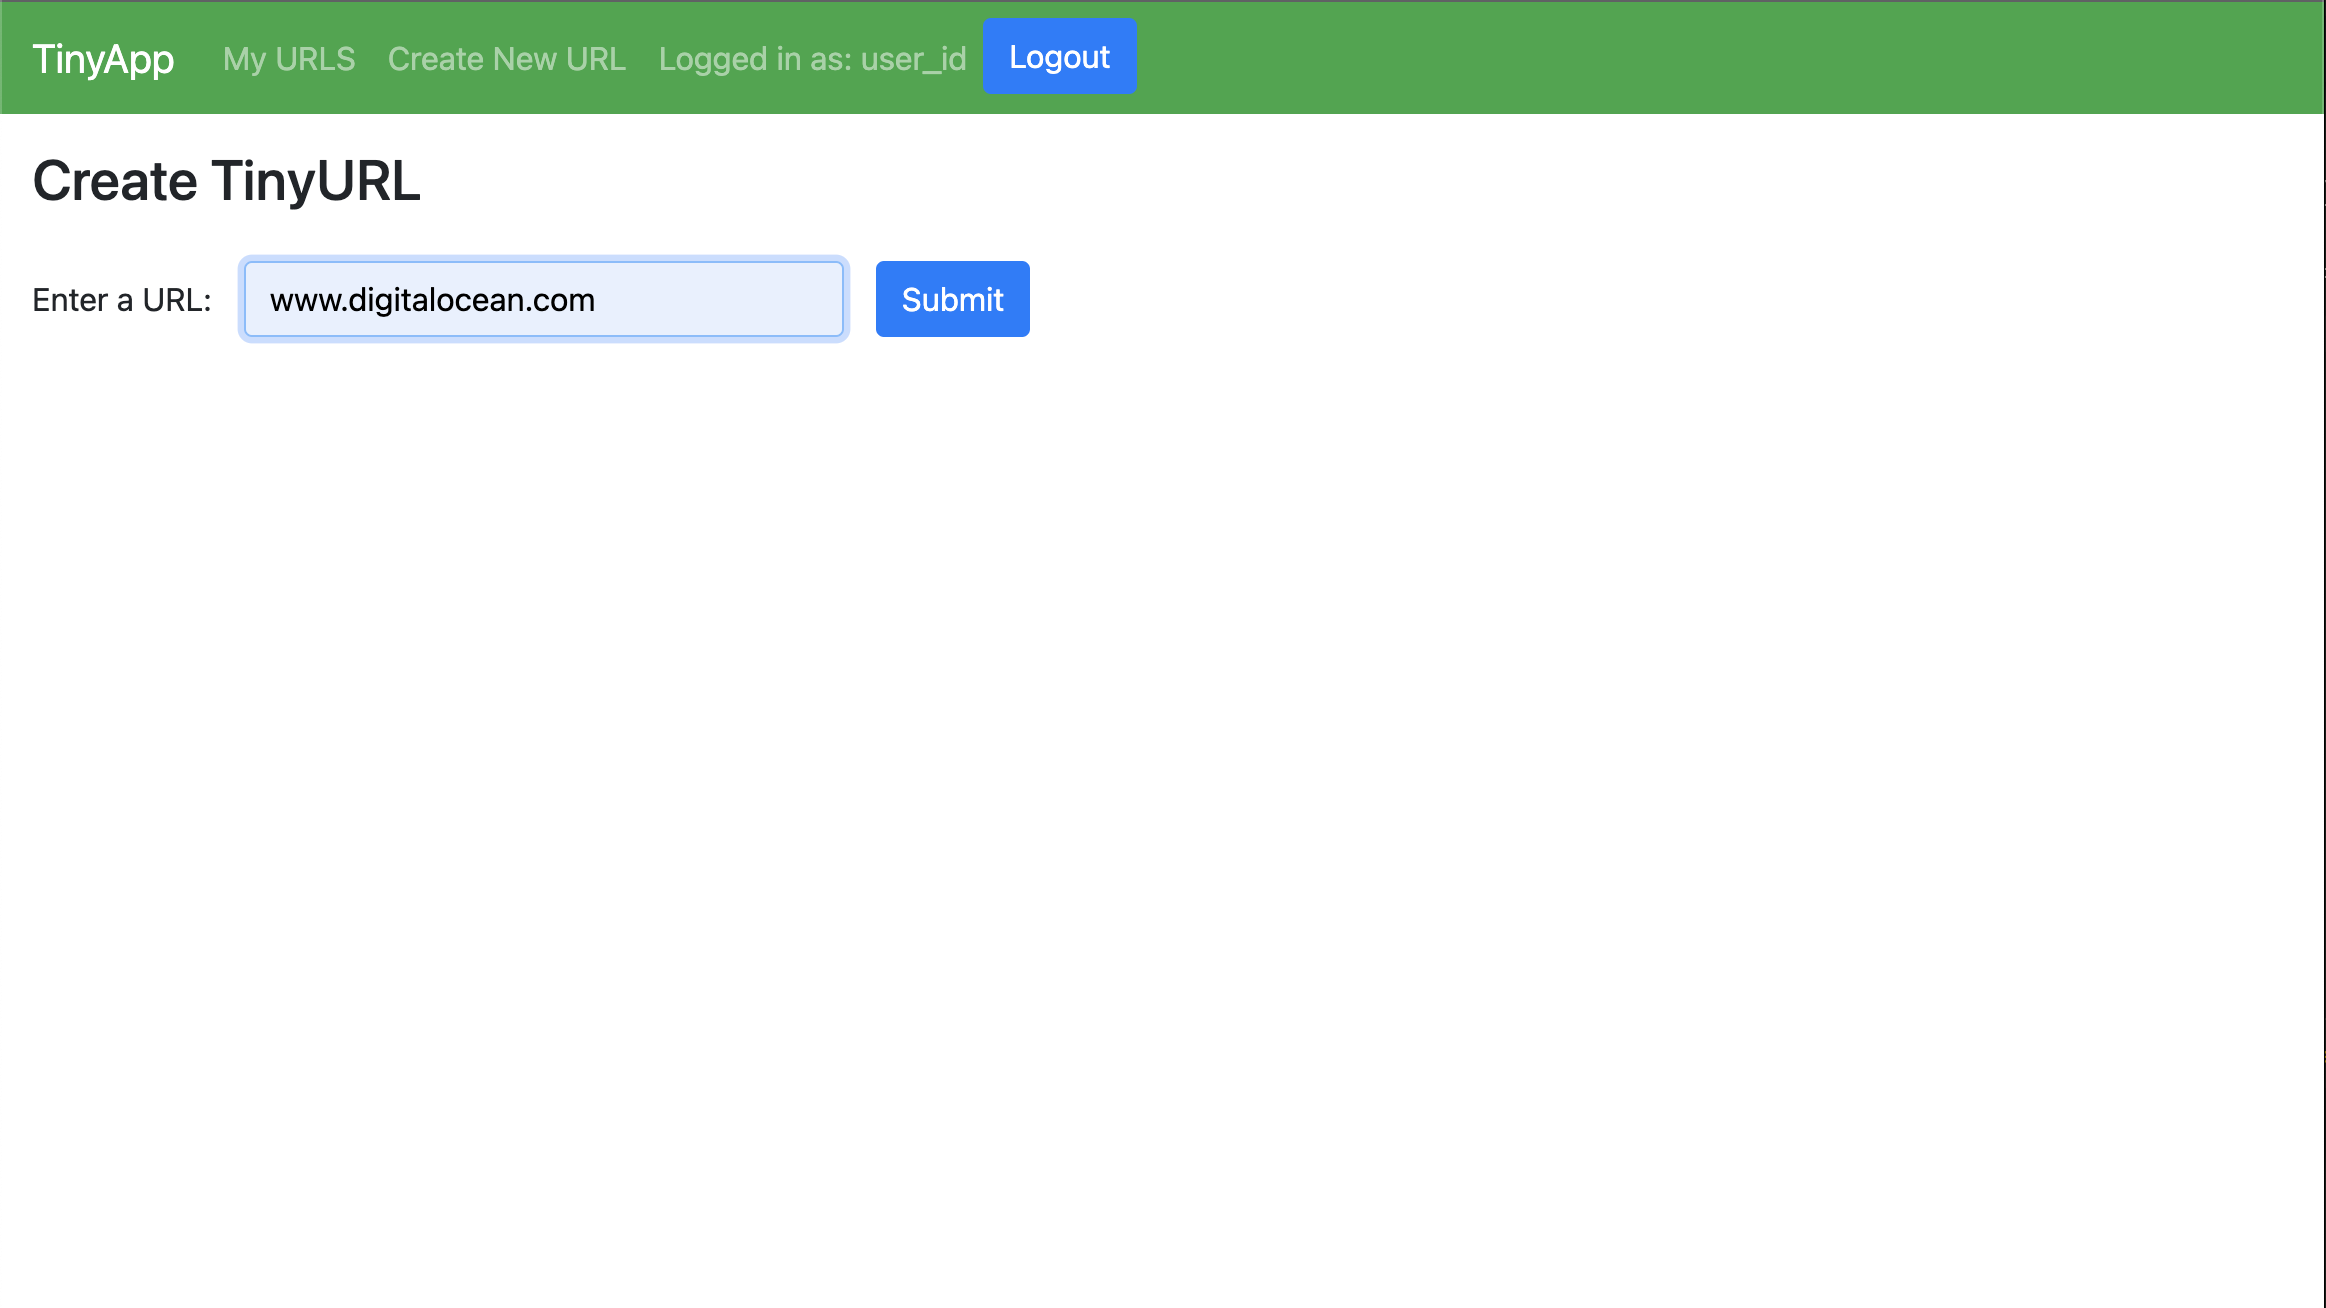 TinyApp My URLS Create New URL Logged in as: user_id Logout
Create TinyURL
Enter a URL: www.digitalocean.com Submit